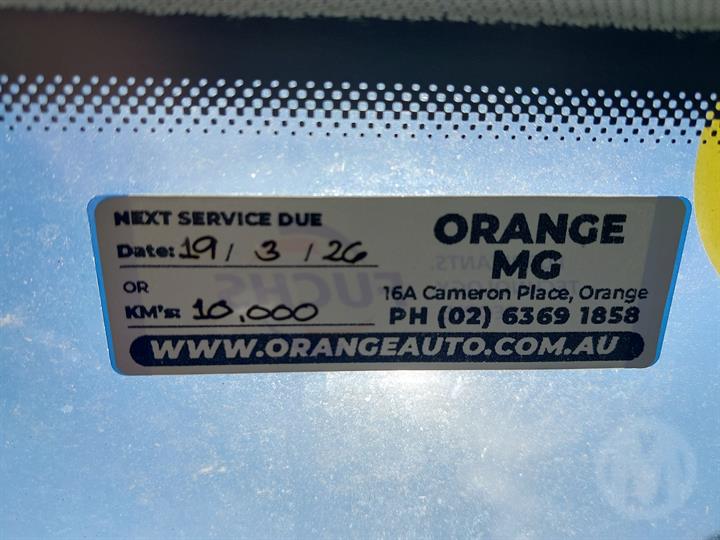 NEXT SERVICE DUE
Date: 19 / 3 / 26
OR
KM's: 10,000
ORANGE
MG
16A Cameron Place, Orange
PH (02) 6369 1858
WWW.ORANGEAUTO.COM.AU
FUCHS